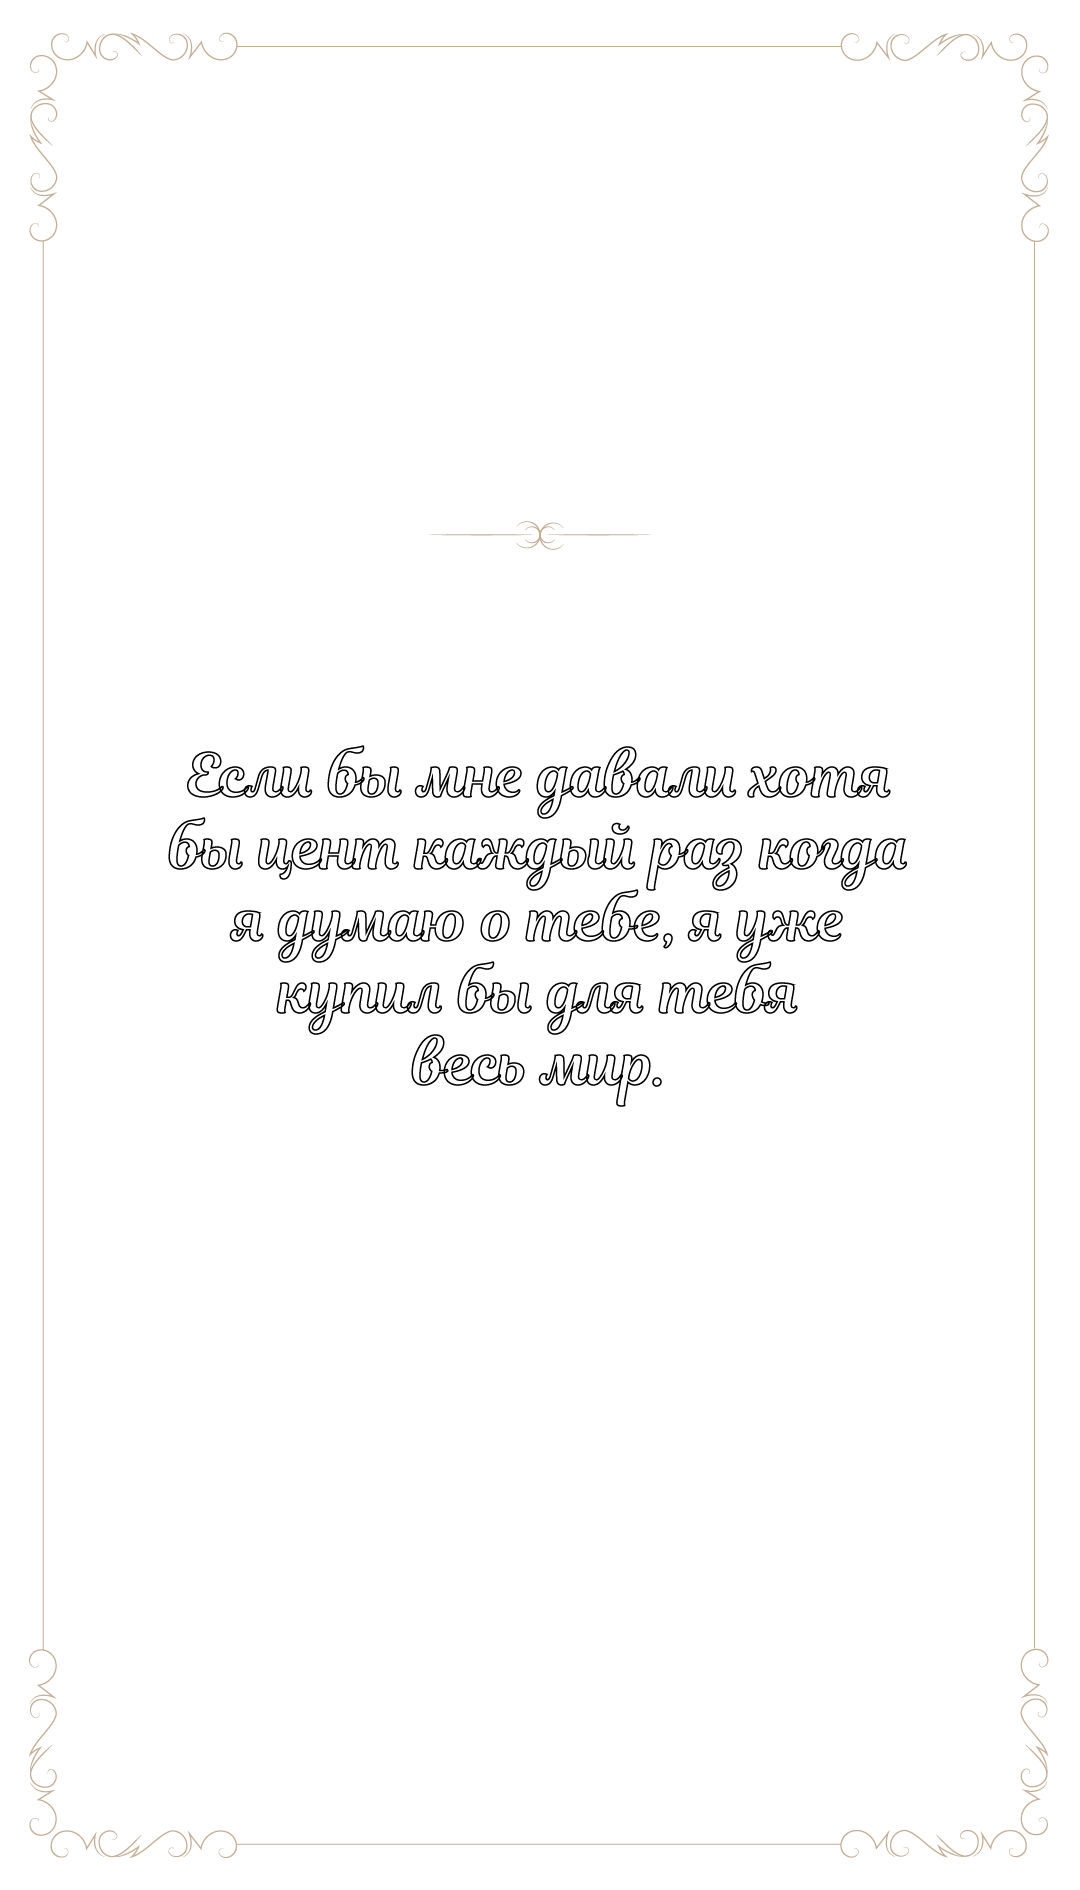 Если бы мне давали хотя
бы цент каждый раз когда
я думаю о тебе, я уже
купил бы для тебя
весь мир.